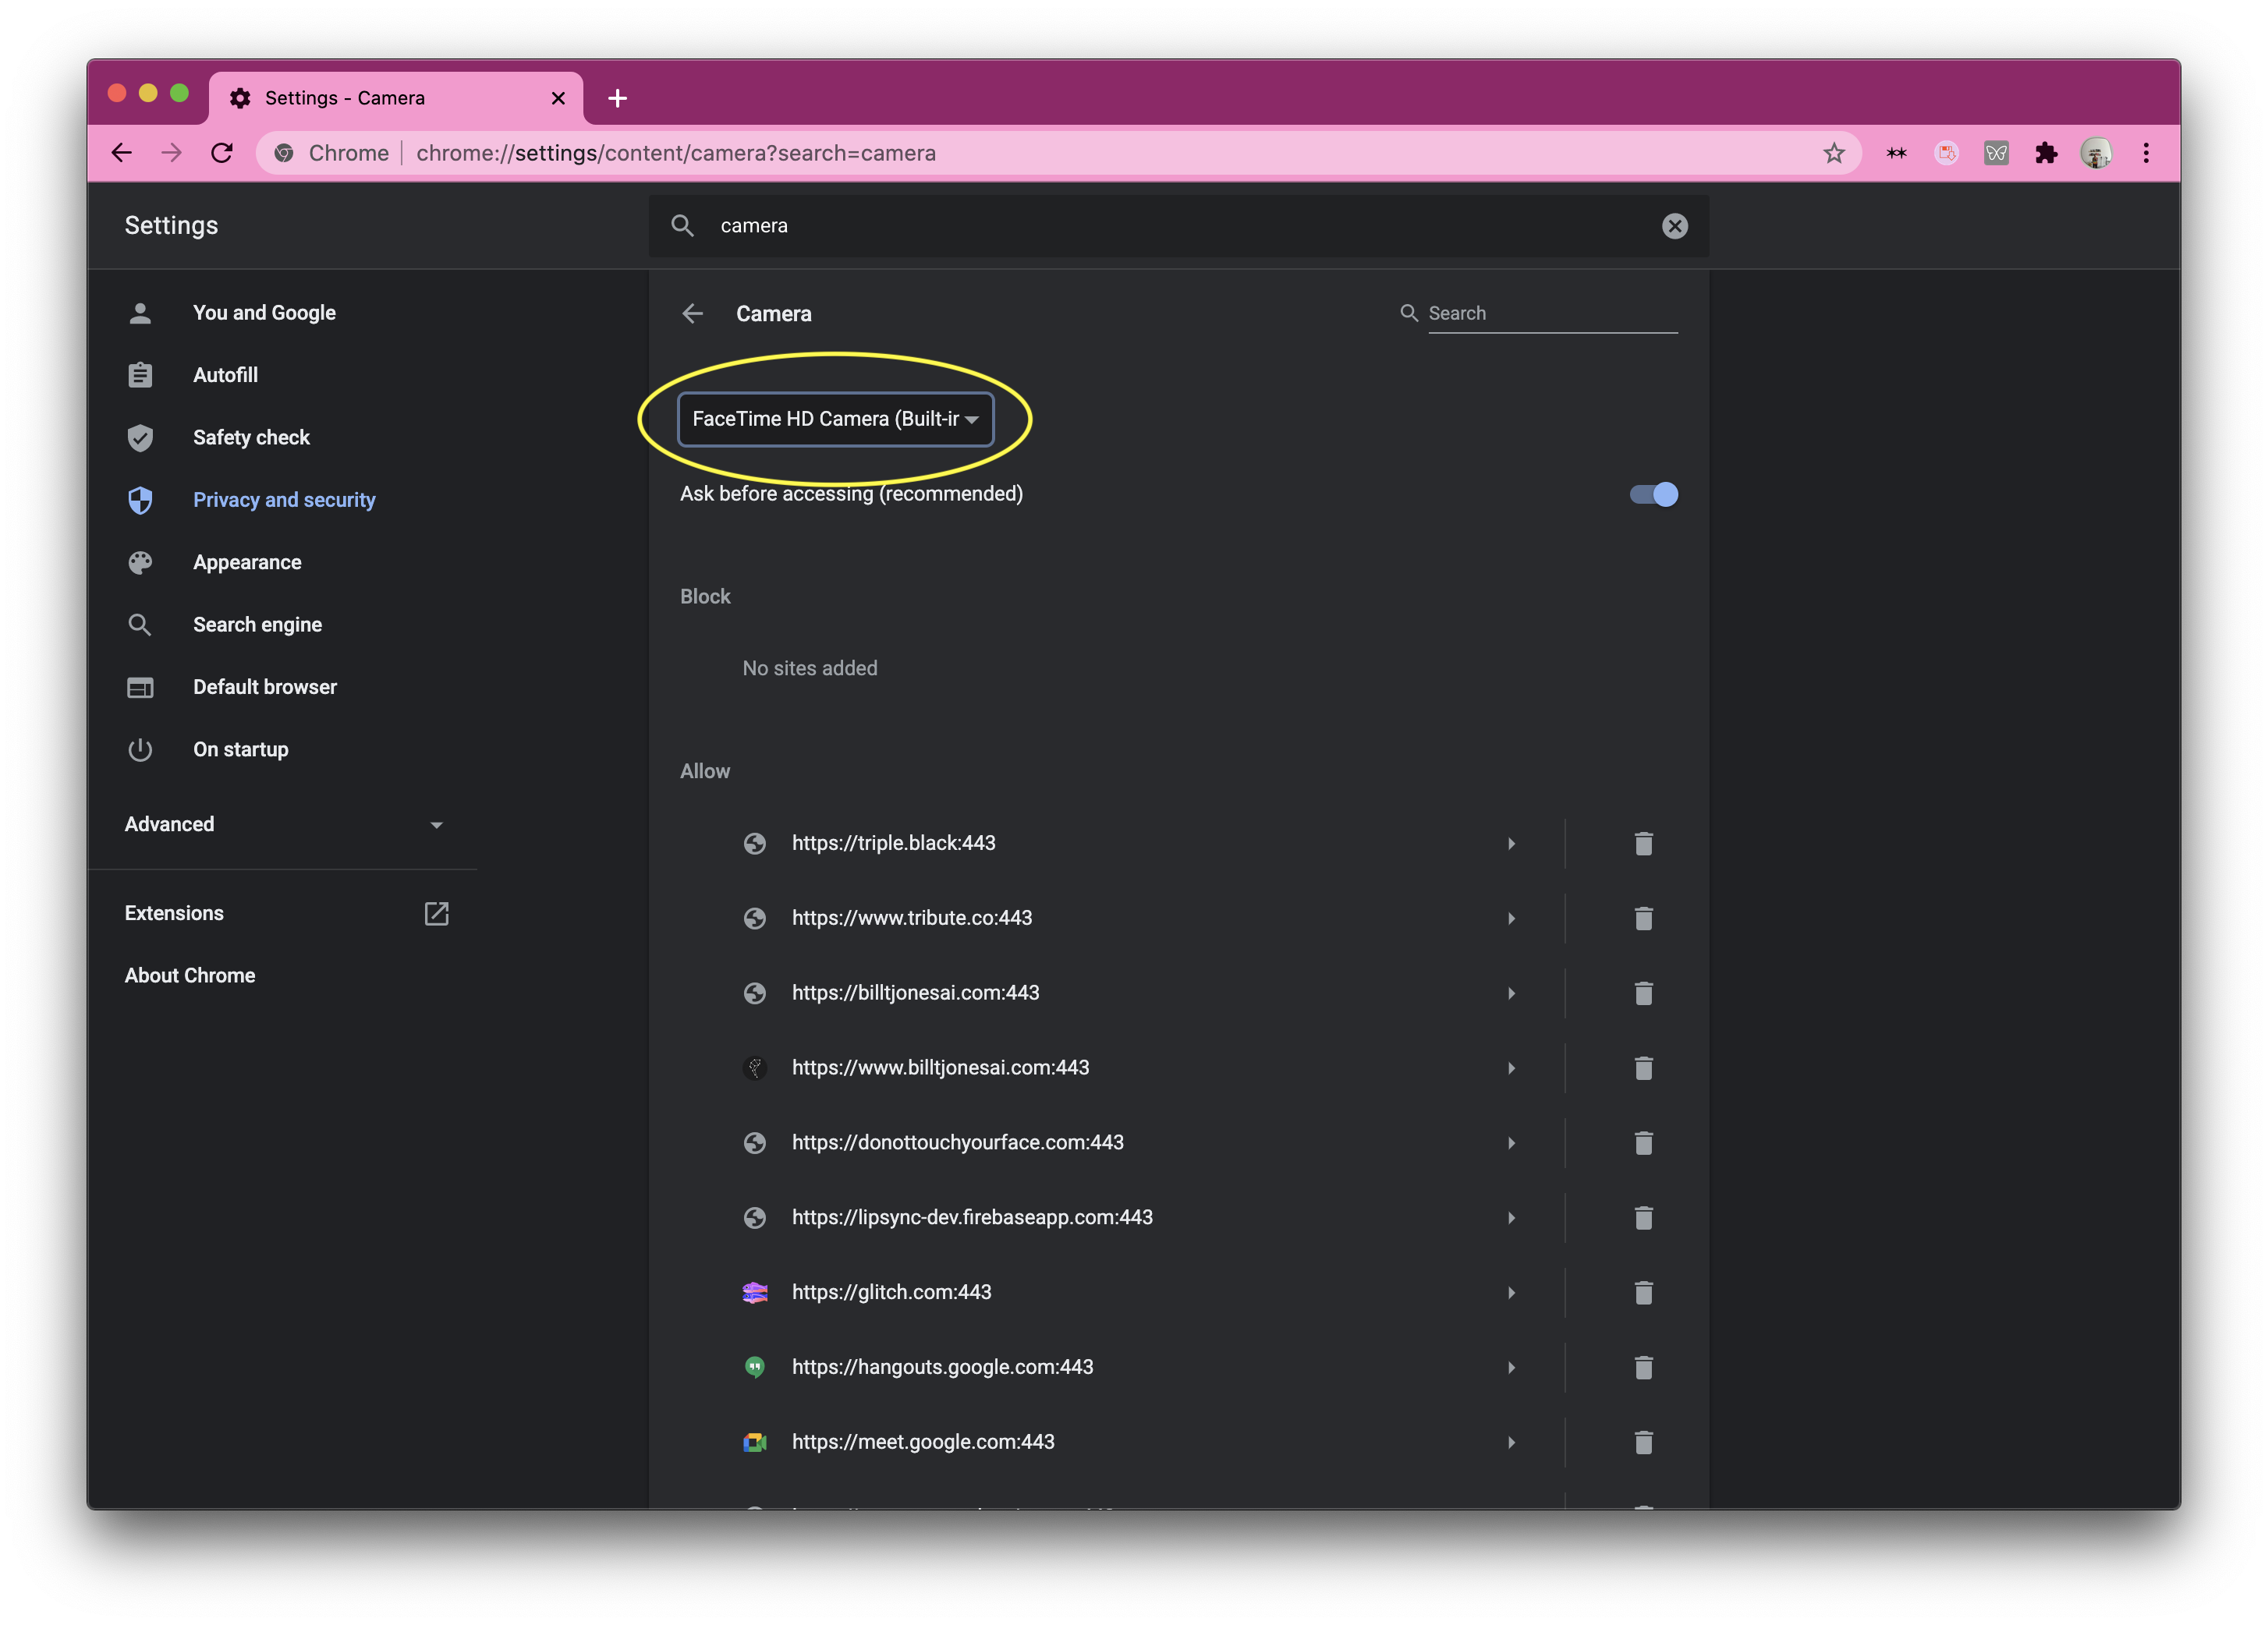 Settings - Camera
Chrome chrome://settings/content/camera?search=camera
Settings
camera
You and Google
Autofill
Safety check
Privacy and security
Appearance
Search engine
Default browser
On startup
Advanced
Extensions
About Chrome
Camera
Search
FaceTime HD Camera (Built-ir
Ask before accessing (recommended)
Block
No sites added
Allow
https://triple.black:443
https://www.tribute.co:443
https://billtjonesai.com:443
https://www.billtjonesai.com:443
https://donottouchyourface.com:443
https://lipsync-dev.firebaseapp.com:443
https://glitch.com:443
https://hangouts.google.com:443
https://meet.google.com:443